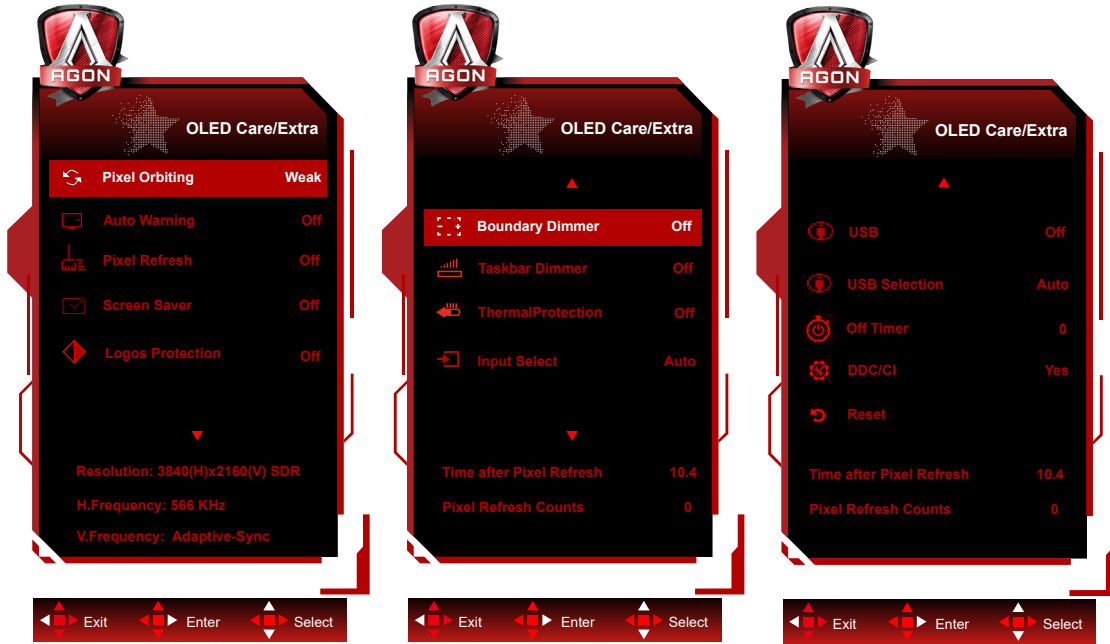 AGON
OLED Care/Extra
Pixel Orbiting Weak
Auto Warning Off
Pixel Refresh Off
Screen Saver Off
Logos Protection Off
Resolution: 3840(H)x2160(V) SDR
H.Frequency: 566 KHz
V.Frequency: Adaptive-Sync
Exit Enter Select
AGON
OLED Care/Extra
Boundary Dimmer Off
Taskbar Dimmer Off
ThermalProtection Off
Input Select Auto
Time after Pixel Refresh 10.4
Pixel Refresh Counts 0
Exit Enter Select
AGON
OLED Care/Extra
USB Off
USB Selection Auto
Off Timer 0
DDC/CI Yes
Reset
Time after Pixel Refresh 10.4
Pixel Refresh Counts 0
Exit Enter Select